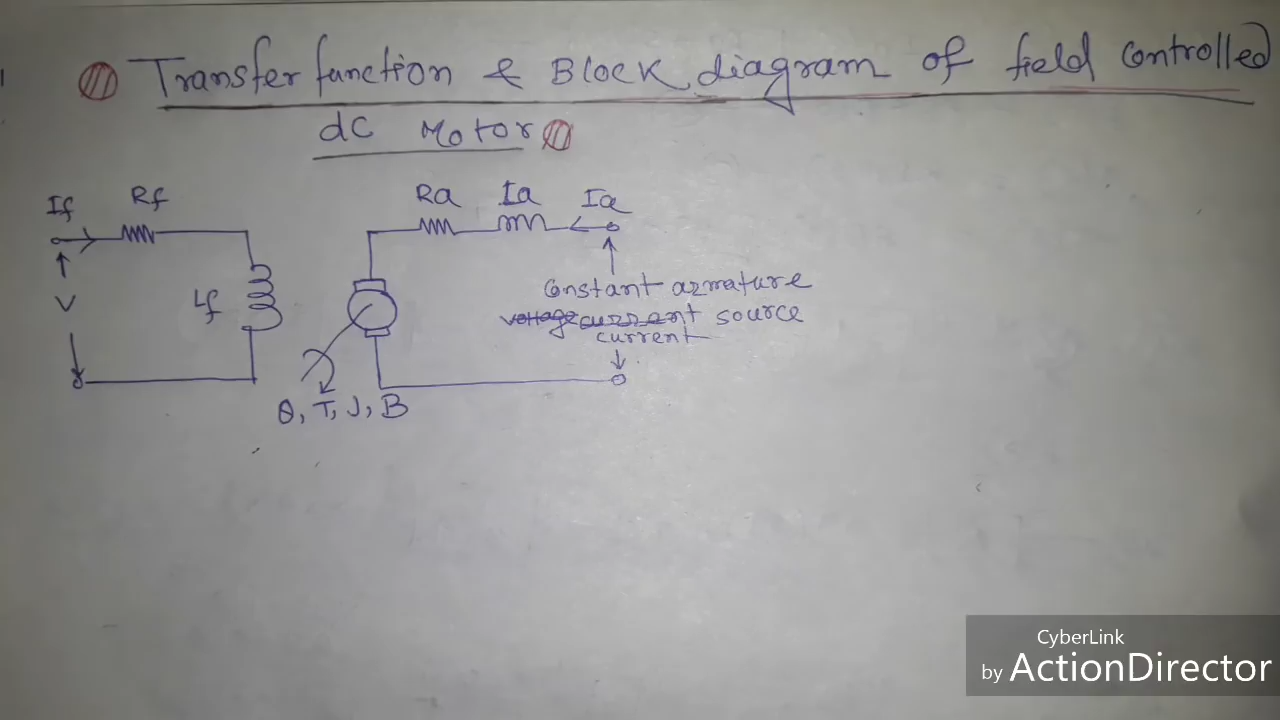 Transfer function & Block diagram of field controlled
dC Motor
If
Rf
Ra
Ia
Ia
V
Lf
Constant armature
voltage current source
current
θ, T, J, B
CyberLink
by ActionDirector